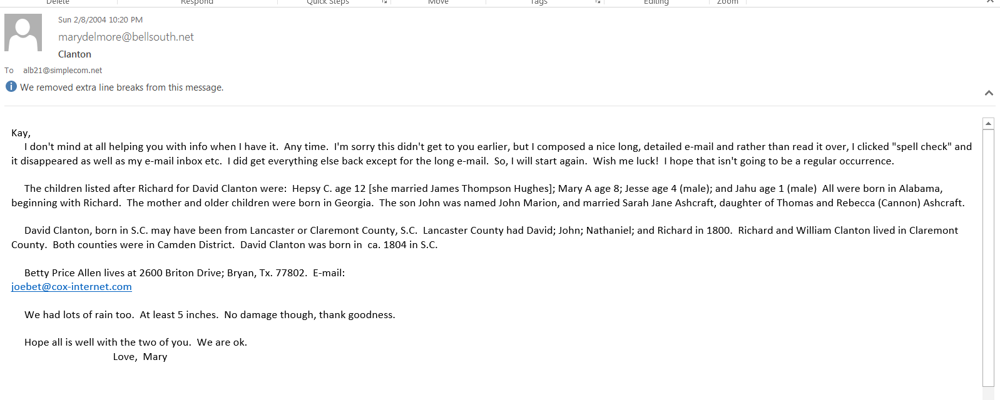 Delete Respond Quick Steps Move Tags Editing Zoom
Sun 2/8/2004 10:20 PM
marydelmore@bellsouth.net
Clanton
To alb21@simplecom.net
We removed extra line breaks from this message.
Kay,
I don't mind at all helping you with info when I have it.  Any time.  I'm sorry this didn't get to you earlier, but I composed a nice long, detailed e-mail and rather than read it over, I clicked "spell check" and
it disappeared as well as my e-mail inbox etc.  I did get everything else back except for the long e-mail.  So, I will start again.  Wish me luck!  I hope that isn't going to be a regular occurrence.
The children listed after Richard for David Clanton were:  Hepsy C. age 12 [she married James Thompson Hughes]; Mary A age 8; Jesse age 4 (male); and Jahu age 1 (male)  All were born in Alabama,
beginning with Richard.  The mother and older children were born in Georgia.  The son John was named John Marion, and married Sarah Jane Ashcraft, daughter of Thomas and Rebecca (Cannon) Ashcraft.
David Clanton, born in S.C. may have been from Lancaster or Claremont County, S.C.  Lancaster County had David; John; Nathaniel; and Richard in 1800.  Richard and William Clanton lived in Claremont
County.  Both counties were in Camden District.  David Clanton was born in  ca. 1804 in S.C.
Betty Price Allen lives at 2600 Briton Drive; Bryan, Tx. 77802.  E-mail:
joebet@cox-internet.com
We had lots of rain too.  At least 5 inches.  No damage though, thank goodness.
Hope all is well with the two of you.  We are ok.
Love,  Mary